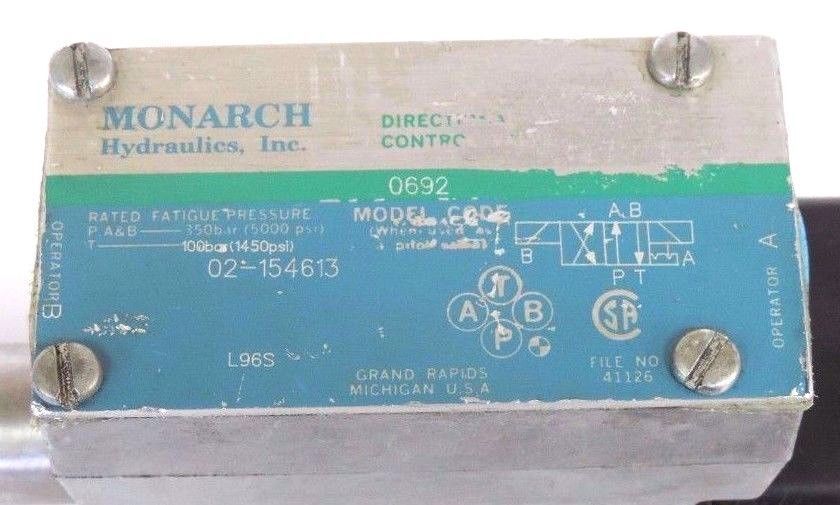 MONARCH
Hydraulics, Inc.
CONTRO
0692
RATED FATIGUE PRESSURE
P, A&B 350bar (5000 psi)
T 100bar (1450psi)
02-154613
MODEL CODE
A B
B
A
P T
OPERATOR B
OPERATOR A
T
A B
P
SA
L96S
GRAND RAPIDS
MICHIGAN U.S.A
FILE NO
41126